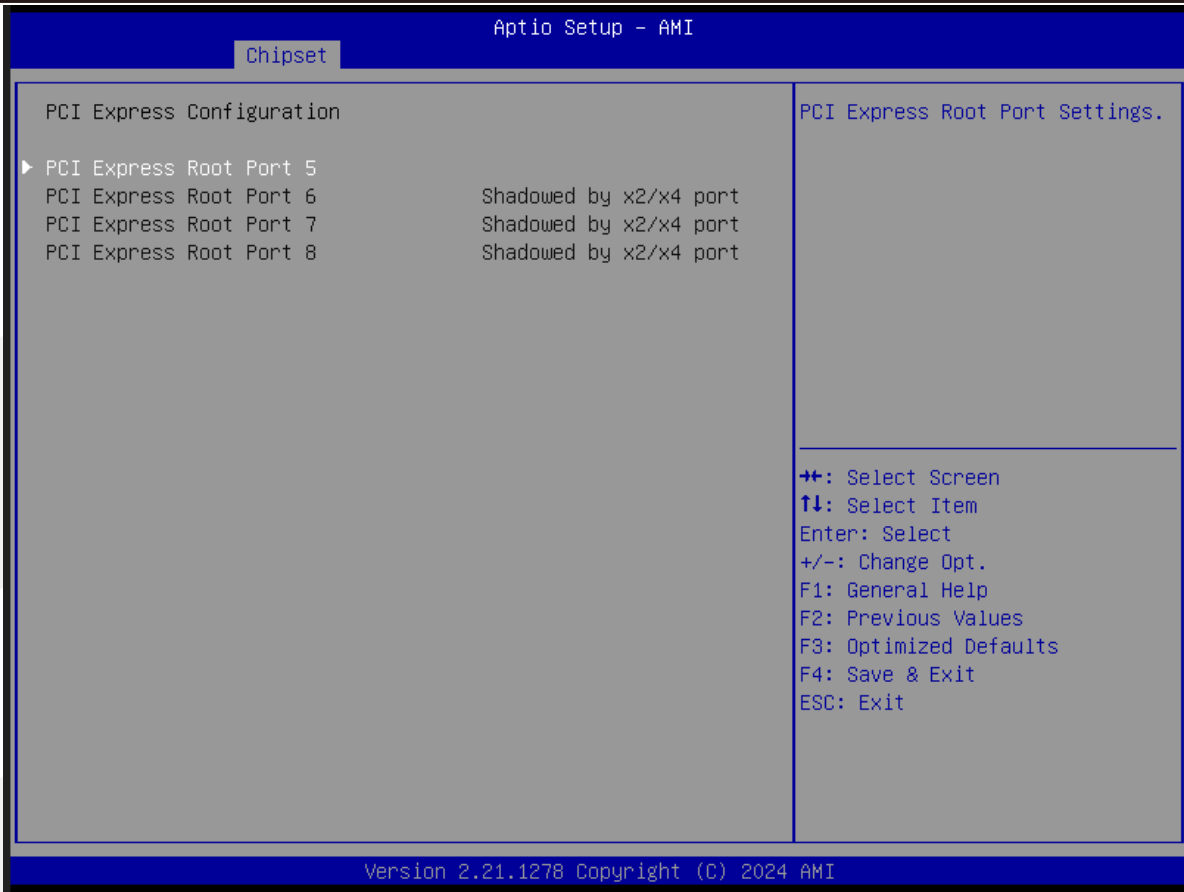 Aptio Setup – AMI
Chipset
PCI Express Configuration
▶ PCI Express Root Port 5
PCI Express Root Port 6 Shadowed by x2/x4 port
PCI Express Root Port 7 Shadowed by x2/x4 port
PCI Express Root Port 8 Shadowed by x2/x4 port
PCI Express Root Port Settings.
→←: Select Screen
↑↓: Select Item
Enter: Select
+/-: Change Opt.
F1: General Help
F2: Previous Values
F3: Optimized Defaults
F4: Save & Exit
ESC: Exit
Version 2.21.1278 Copyright (C) 2024 AMI